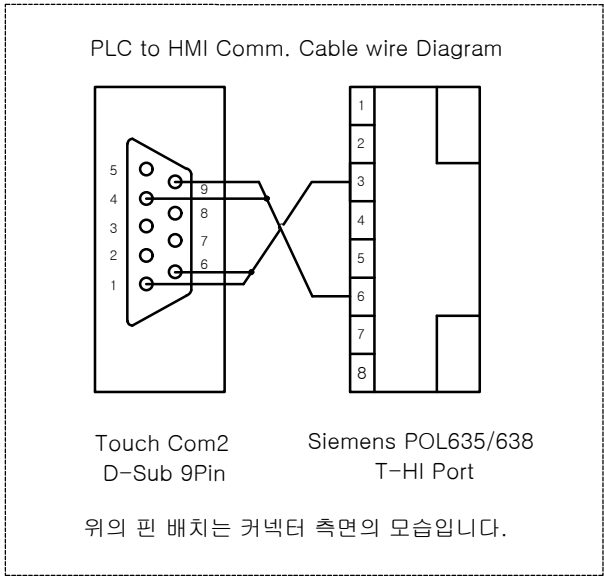 PLC to HMI Comm. Cable wire Diagram
5
9
4
8
3
7
2
6
1
1
2
3
4
5
6
7
8
Touch Com2
D-Sub 9Pin
Siemens POL635/638
T-HI Port
위의 핀 배치는 커넥터 측면의 모습입니다.